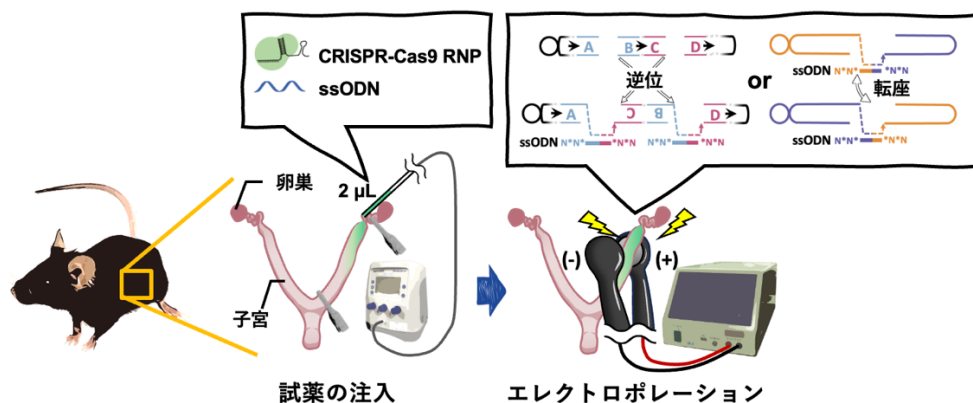 CRISPR-Cas9 RNP
ssODN
2 µL
卵巣
子宮
試薬の注入
A B C D
逆位
A C B D
ssODN N*N* *N*N N*N* *N*N
or
ssODN N*N* *N*N
転座
ssODN N*N* *N*N
(-) (+)
エレクトロポレーション